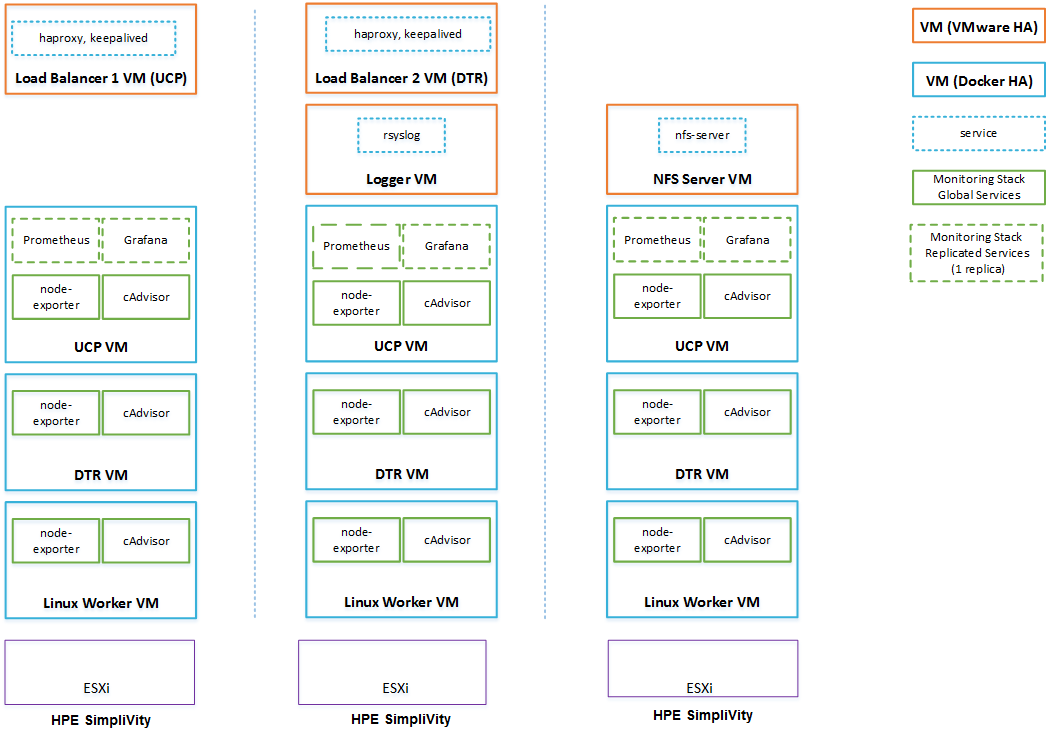 haproxy, keepalived
Load Balancer 1 VM (UCP)
Prometheus
Grafana
node-
exporter
cAdvisor
UCP VM
node-
exporter
cAdvisor
DTR VM
node-
exporter
cAdvisor
Linux Worker VM
ESXi
HPE SimpliVity
haproxy, keepalived
Load Balancer 2 VM (DTR)
rsyslog
Logger VM
Prometheus
Grafana
node-
exporter
cAdvisor
UCP VM
node-
exporter
cAdvisor
DTR VM
node-
exporter
cAdvisor
Linux Worker VM
ESXi
HPE SimpliVity
nfs-server
NFS Server VM
Prometheus
Grafana
node-
exporter
cAdvisor
UCP VM
node-
exporter
cAdvisor
DTR VM
node-
exporter
cAdvisor
Linux Worker VM
ESXi
HPE SimpliVity
VM (VMware HA)
VM (Docker HA)
service
Monitoring Stack
Global Services
Monitoring Stack
Replicated Services
(1 replica)